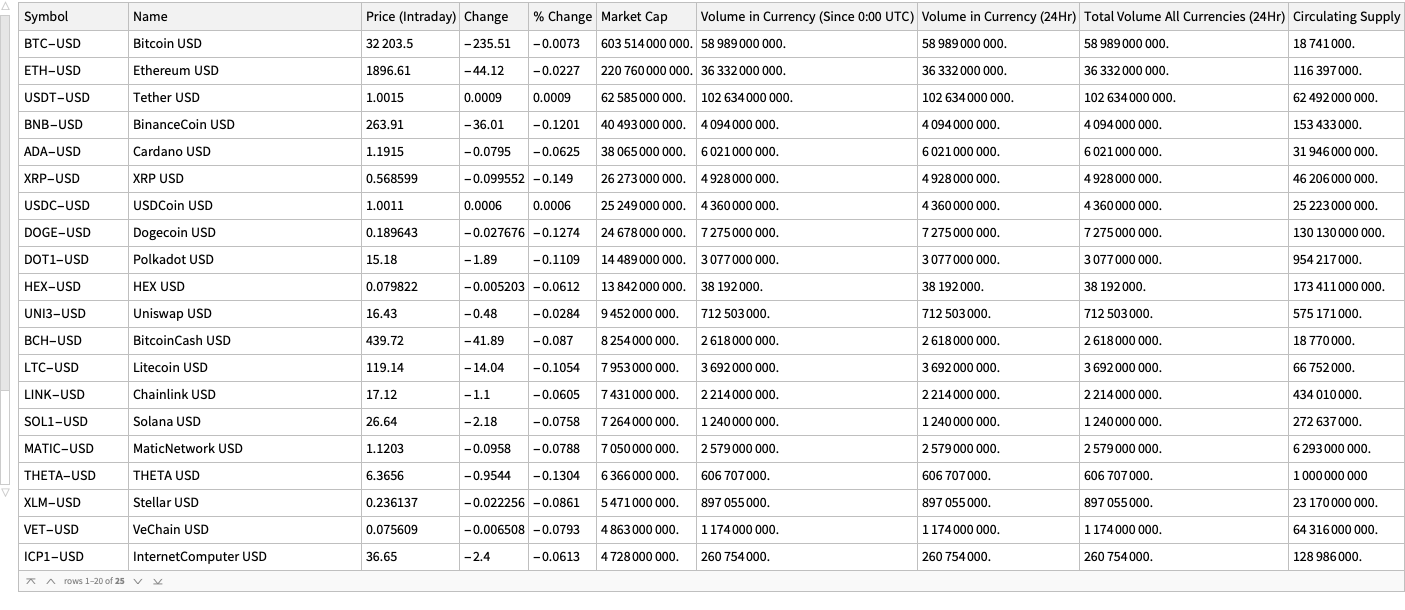 Symbol Name Price (Intraday) Change % Change Market Cap Volume in Currency (Since 0:00 UTC) Volume in Currency (24Hr) Total Volume All Currencies (24Hr) Circulating Supply
BTC–USD Bitcoin USD 32 203.5 −235.51 −0.0073 603 514 000 000. 58 989 000 000. 58 989 000 000. 58 989 000 000. 18 741 000.
ETH–USD Ethereum USD 1896.61 −44.12 −0.0227 220 760 000 000. 36 332 000 000. 36 332 000 000. 36 332 000 000. 116 397 000.
USDT–USD Tether USD 1.0015 0.0009 0.0009 62 585 000 000. 102 634 000 000. 102 634 000 000. 102 634 000 000. 62 492 000 000.
BNB–USD BinanceCoin USD 263.91 −36.01 −0.1201 40 493 000 000. 4 094 000 000. 4 094 000 000. 4 094 000 000. 153 433 000.
ADA–USD Cardano USD 1.1915 −0.0795 −0.0625 38 065 000 000. 6 021 000 000. 6 021 000 000. 6 021 000 000. 31 946 000 000.
XRP–USD XRP USD 0.568599 −0.099552 −0.149 26 273 000 000. 4 928 000 000. 4 928 000 000. 4 928 000 000. 46 206 000 000.
USDC–USD USDCoin USD 1.0011 0.0006 0.0006 25 249 000 000. 4 360 000 000. 4 360 000 000. 4 360 000 000. 25 223 000 000.
DOGE–USD Dogecoin USD 0.189643 −0.027676 −0.1274 24 678 000 000. 7 275 000 000. 7 275 000 000. 7 275 000 000. 130 130 000 000.
DOT1–USD Polkadot USD 15.18 −1.89 −0.1109 14 489 000 000. 3 077 000 000. 3 077 000 000. 3 077 000 000. 954 217 000.
HEX–USD HEX USD 0.079822 −0.005203 −0.0612 13 842 000 000. 38 192 000. 38 192 000. 38 192 000. 173 411 000 000.
UNI3–USD Uniswap USD 16.43 −0.48 −0.0284 9 452 000 000. 712 503 000. 712 503 000. 712 503 000. 575 171 000.
BCH–USD BitcoinCash USD 439.72 −41.89 −0.087 8 254 000 000. 2 618 000 000. 2 618 000 000. 2 618 000 000. 18 770 000.
LTC–USD Litecoin USD 119.14 −14.04 −0.1054 7 953 000 000. 3 692 000 000. 3 692 000 000. 3 692 000 000. 66 752 000.
LINK–USD Chainlink USD 17.12 −1.1 −0.0605 7 431 000 000. 2 214 000 000. 2 214 000 000. 2 214 000 000. 434 010 000.
SOL1–USD Solana USD 26.64 −2.18 −0.0758 7 264 000 000. 1 240 000 000. 1 240 000 000. 1 240 000 000. 272 637 000.
MATIC–USD MaticNetwork USD 1.1203 −0.0958 −0.0788 7 050 000 000. 2 579 000 000. 2 579 000 000. 2 579 000 000. 6 293 000 000.
THETA–USD THETA USD 6.3656 −0.9544 −0.1304 6 366 000 000. 606 707 000. 606 707 000. 606 707 000. 1 000 000 000
XLM–USD Stellar USD 0.236137 −0.022256 −0.0861 5 471 000 000. 897 055 000. 897 055 000. 897 055 000. 23 170 000 000.
VET–USD VeChain USD 0.075609 −0.006508 −0.0793 4 863 000 000. 1 174 000 000. 1 174 000 000. 1 174 000 000. 64 316 000 000.
ICP1–USD InternetComputer USD 36.65 −2.4 −0.0613 4 728 000 000. 260 754 000. 260 754 000. 260 754 000. 128 986 000.
rows 1–20 of 25